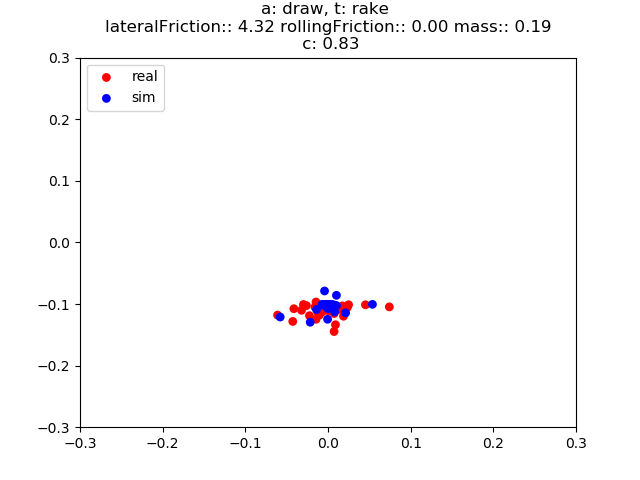 a: draw, t: rake
lateralFriction:: 4.32 rollingFriction:: 0.00 mass:: 0.19
c: 0.83
real
sim
0.3
0.2
0.1
0.0
−0.1
−0.2
−0.3
−0.3
−0.2
−0.1
0.0
0.1
0.2
0.3